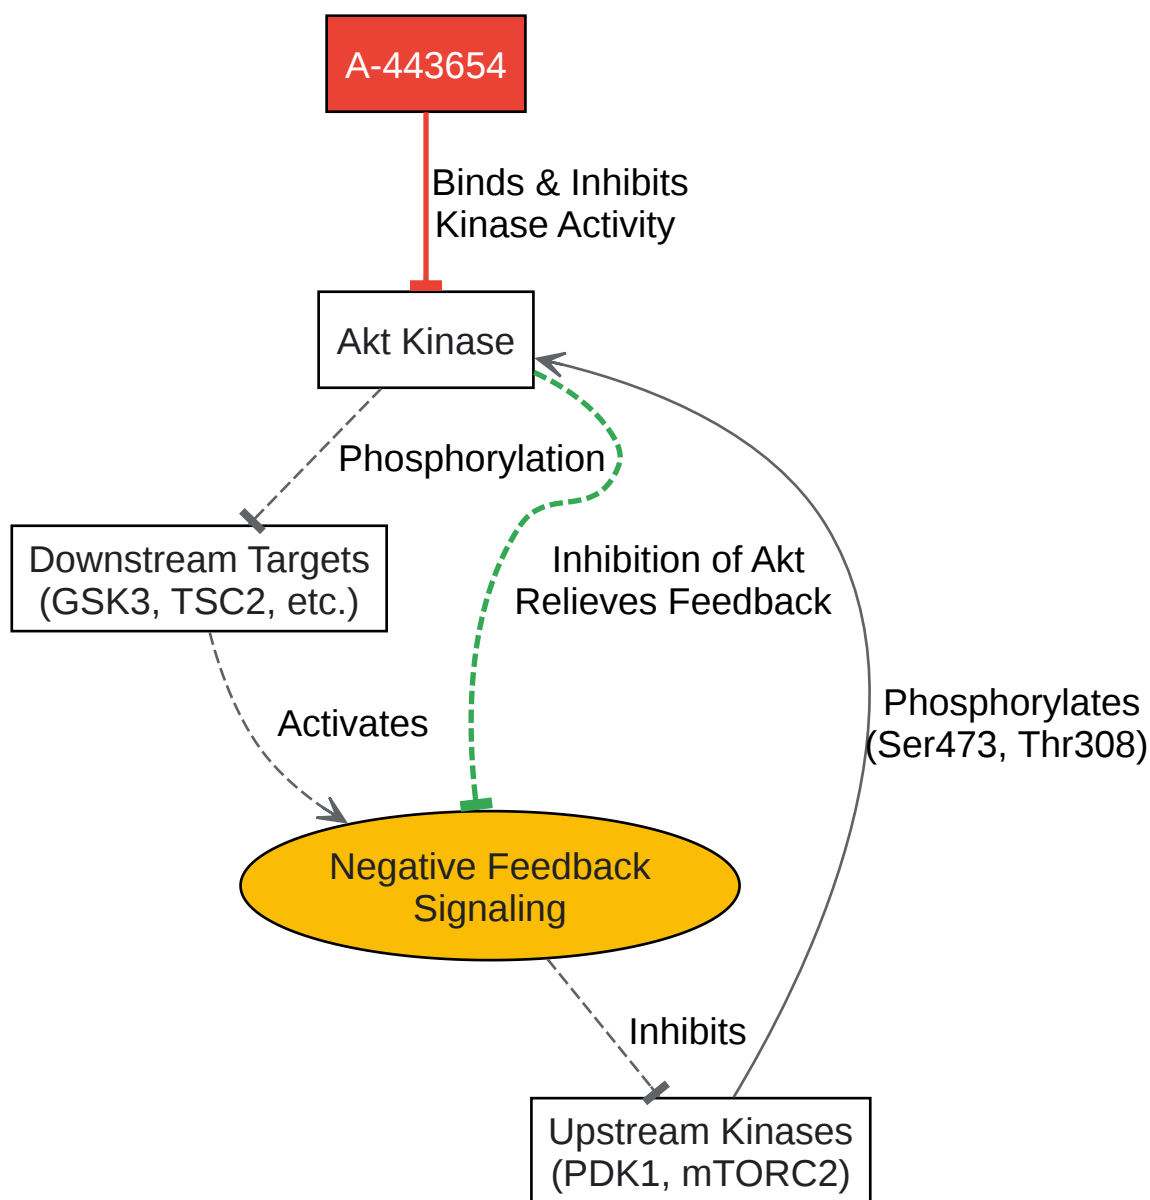 A-443654
Binds & Inhibits
Kinase Activity
Akt Kinase
Phosphorylation
Downstream Targets
(GSK3, TSC2, etc.)
Inhibition of Akt
Relieves Feedback
Activates
Phosphorylates
(Ser473, Thr308)
Negative Feedback
Signaling
Inhibits
Upstream Kinases
(PDK1, mTORC2)